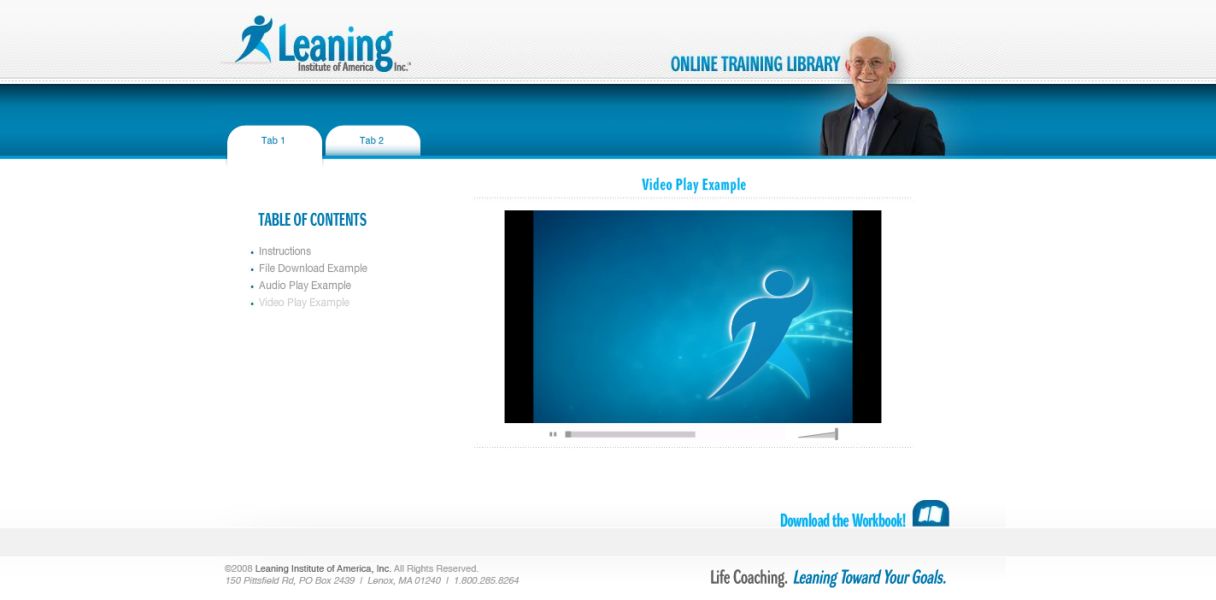 Leaning
Institute of America Inc.™
ONLINE TRAINING LIBRARY
Tab 1
Tab 2
Video Play Example
TABLE OF CONTENTS
• Instructions
• File Download Example
• Audio Play Example
• Video Play Example
Download the Workbook!
©2008 Leaning Institute of America, Inc. All Rights Reserved.
150 Pittsfield Rd, PO Box 2439 | Lenox, MA 01240 | 1.800.285.8264
Life Coaching. Leaning Toward Your Goals.